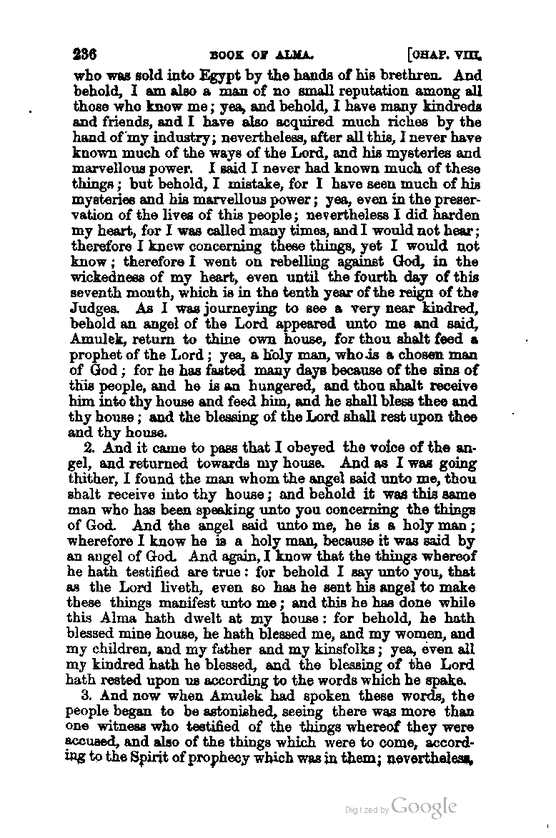 236 BOOK OF ALMA. [CHAP. VIII.
who was sold into Egypt by the hands of his brethren. And
behold, I am also a man of no small reputation among all
those who know me; yea, and behold, I have many kindreds
and friends, and I have also acquired much riches by the
hand of my industry; nevertheless, after all this, I never have
known much of the ways of the Lord, and his mysteries and
marvellous power. I said I never had known much of these
things; but behold, I mistake, for I have seen much of his
mysteries and his marvellous power; yea, even in the preser-
vation of the lives of this people; nevertheless I did harden
my heart, for I was called many times, and I would not hear;
therefore I knew concerning these things, yet I would not
know; therefore I went on rebelling against God, in the
wickedness of my heart, even until the fourth day of this
seventh month, which is in the tenth year of the reign of the
Judges. As I was journeying to see a very near kindred,
behold an angel of the Lord appeared unto me and said,
Amulek, return to thine own house, for thou shalt feed a
prophet of the Lord; yea, a holy man, who is a chosen man
of God; for he has fasted many days because of the sins of
this people, and he is an hungered, and thou shalt receive
him into thy house and feed him, and he shall bless thee and
thy house; and the blessing of the Lord shall rest upon thee
and thy house.
2. And it came to pass that I obeyed the voice of the an-
gel, and returned towards my house. And as I was going
thither, I found the man whom the angel said unto me, thou
shalt receive into thy house; and behold it was this same
man who has been speaking unto you concerning the things
of God. And the angel said unto me, he is a holy man;
wherefore I know he is a holy man, because it was said by
an angel of God. And again, I know that the things whereof
he hath testified are true: for behold I say unto you, that
as the Lord liveth, even so has he sent his angel to make
these things manifest unto me; and this he has done while
this Alma hath dwelt at my house: for behold, he hath
blessed mine house, he hath blessed me, and my women, and
my children, and my father and my kinsfolks; yea, even all
my kindred hath he blessed, and the blessing of the Lord
hath rested upon us according to the words which he spake.
3. And now when Amulek had spoken these words, the
people began to be astonished, seeing there was more than
one witness who testified of the things whereof they were
accused, and also of the things which were to come, accord-
ing to the Spirit of prophecy which was in them; nevertheless,
Digitized by Google